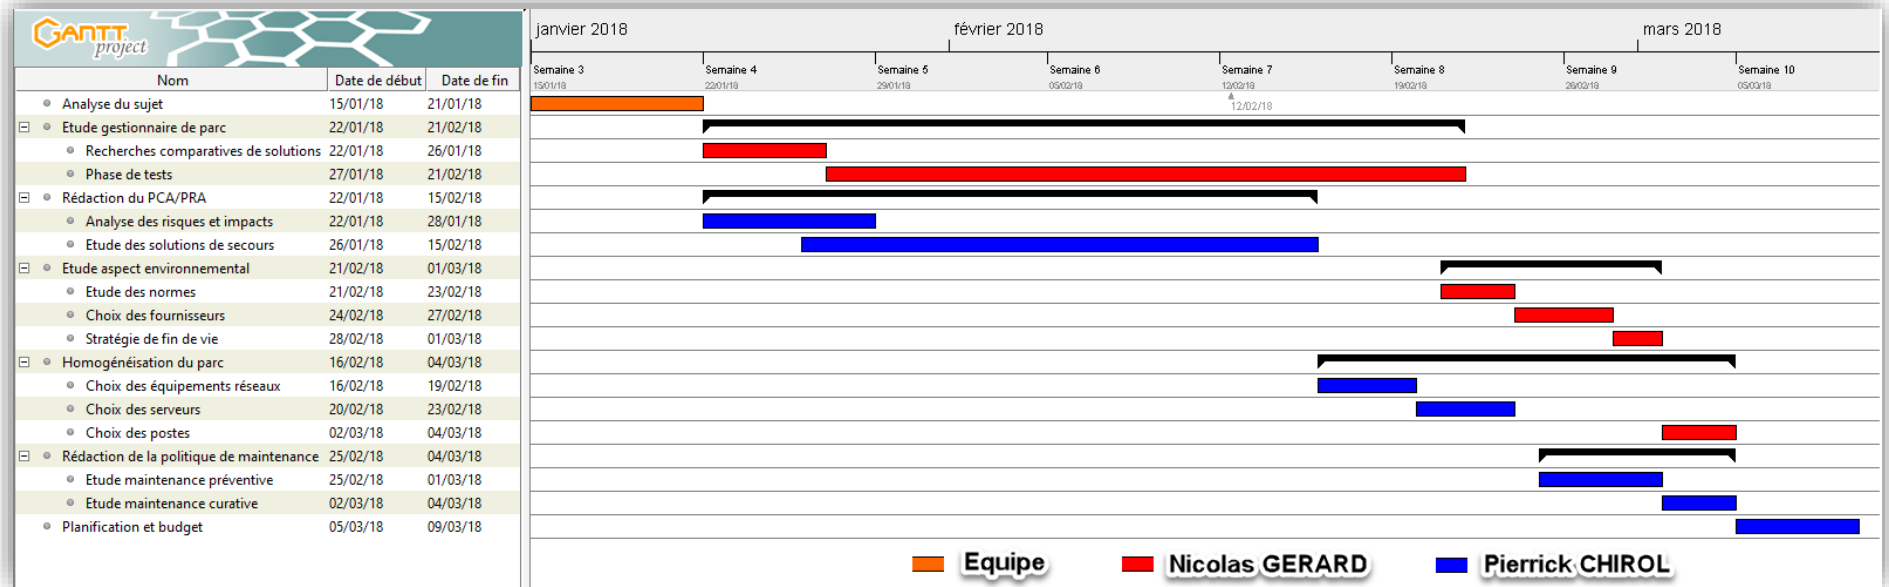 GANTT
project
janvier 2018 février 2018 mars 2018
Semaine 3 Semaine 4 Semaine 5 Semaine 6 Semaine 7 Semaine 8 Semaine 9 Semaine 10
15/01/18 22/01/18 29/01/18 05/02/18 12/02/18 19/02/18 26/02/18 05/03/18
Nom Date de début Date de fin
12/02/18
Analyse du sujet 15/01/18 21/01/18
Etude gestionnaire de parc 22/01/18 21/02/18
Recherches comparatives de solutions 22/01/18 26/01/18
Phase de tests 27/01/18 21/02/18
Rédaction du PCA/PRA 22/01/18 15/02/18
Analyse des risques et impacts 22/01/18 28/01/18
Etude des solutions de secours 26/01/18 15/02/18
Etude aspect environnemental 21/02/18 01/03/18
Etude des normes 21/02/18 23/02/18
Choix des fournisseurs 24/02/18 27/02/18
Stratégie de fin de vie 28/02/18 01/03/18
Homogénéisation du parc 16/02/18 04/03/18
Choix des équipements réseaux 16/02/18 19/02/18
Choix des serveurs 20/02/18 23/02/18
Choix des postes 02/03/18 04/03/18
Rédaction de la politique de maintenance 25/02/18 04/03/18
Etude maintenance préventive 25/02/18 01/03/18
Etude maintenance curative 02/03/18 04/03/18
Planification et budget 05/03/18 09/03/18
Equipe Nicolas GERARD Pierrick CHIROL